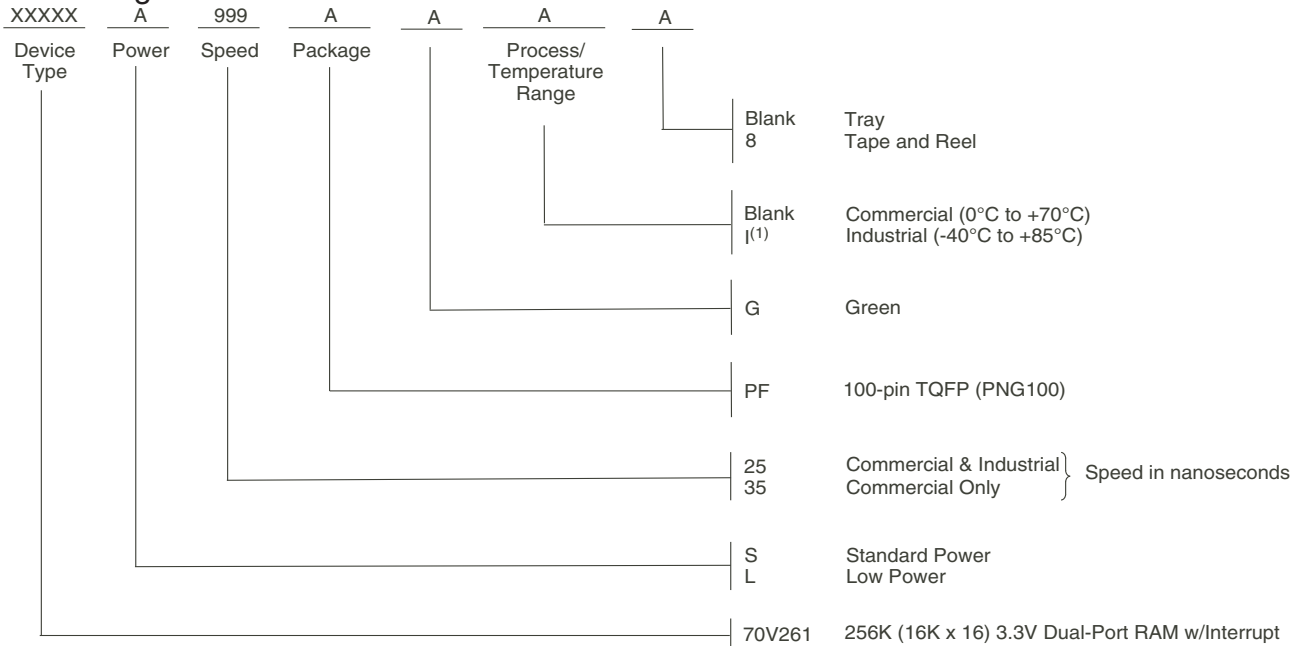 XXXXX A 999 A A A A
Device Type Power Speed Package Process/ Temperature Range
Blank Tray
8 Tape and Reel
Blank Commercial (0°C to +70°C)
I(1) Industrial (-40°C to +85°C)
G Green
PF 100-pin TQFP (PNG100)
25 Commercial & Industrial
35 Commercial Only
Speed in nanoseconds
S Standard Power
L Low Power
70V261 256K (16K x 16) 3.3V Dual-Port RAM w/Interrupt